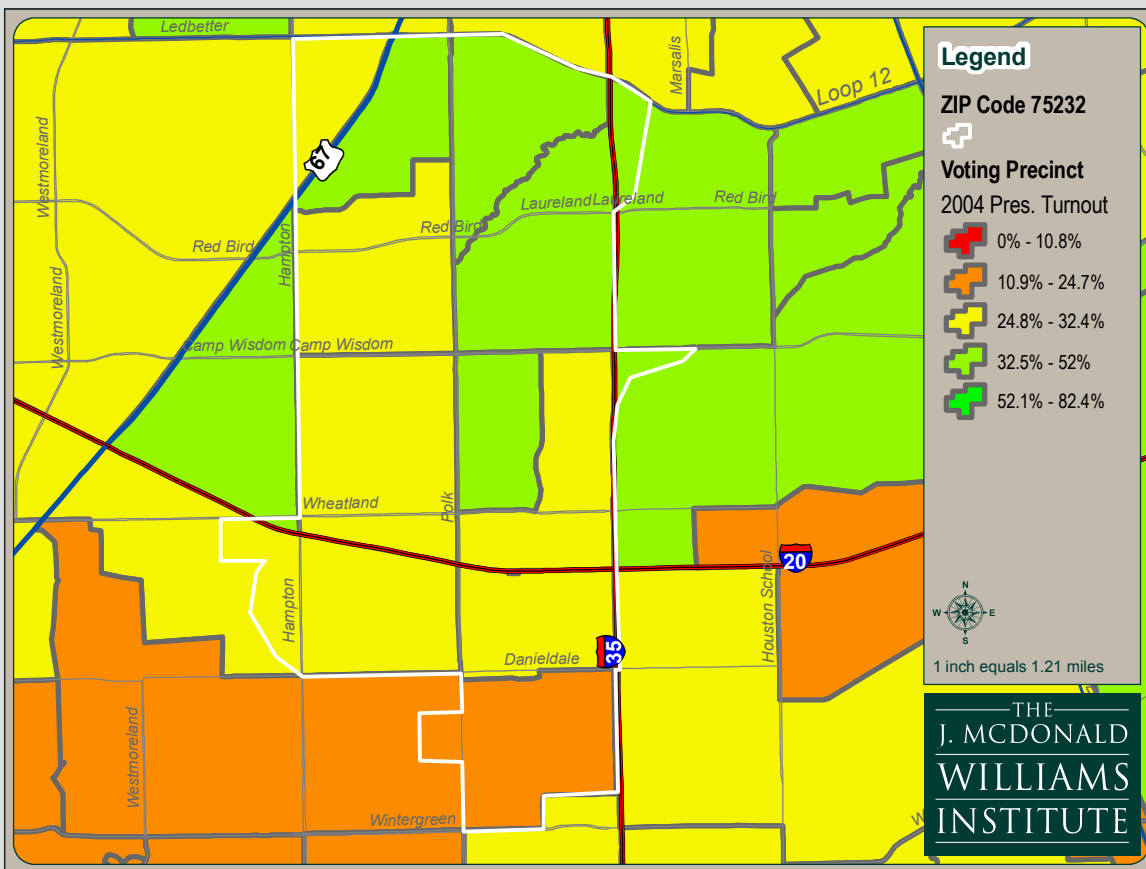 Ledbetter
Marsalis
Loop 12
Westmoreland
67
Laureland
Laureland
Red Bird
Red Bird
Red Bird
Hampton
Westmoreland
Camp Wisdom
Camp Wisdom
Wheatland
Polk
Houston School
20
Hampton
Danieldale
35
Westmoreland
Wintergreen
W
Legend
ZIP Code 75232
Voting Precinct
2004 Pres. Turnout
0% - 10.8%
10.9% - 24.7%
24.8% - 32.4%
32.5% - 52%
52.1% - 82.4%
N
W
E
S
1 inch equals 1.21 miles
THE
J. MCDONALD
WILLIAMS
INSTITUTE